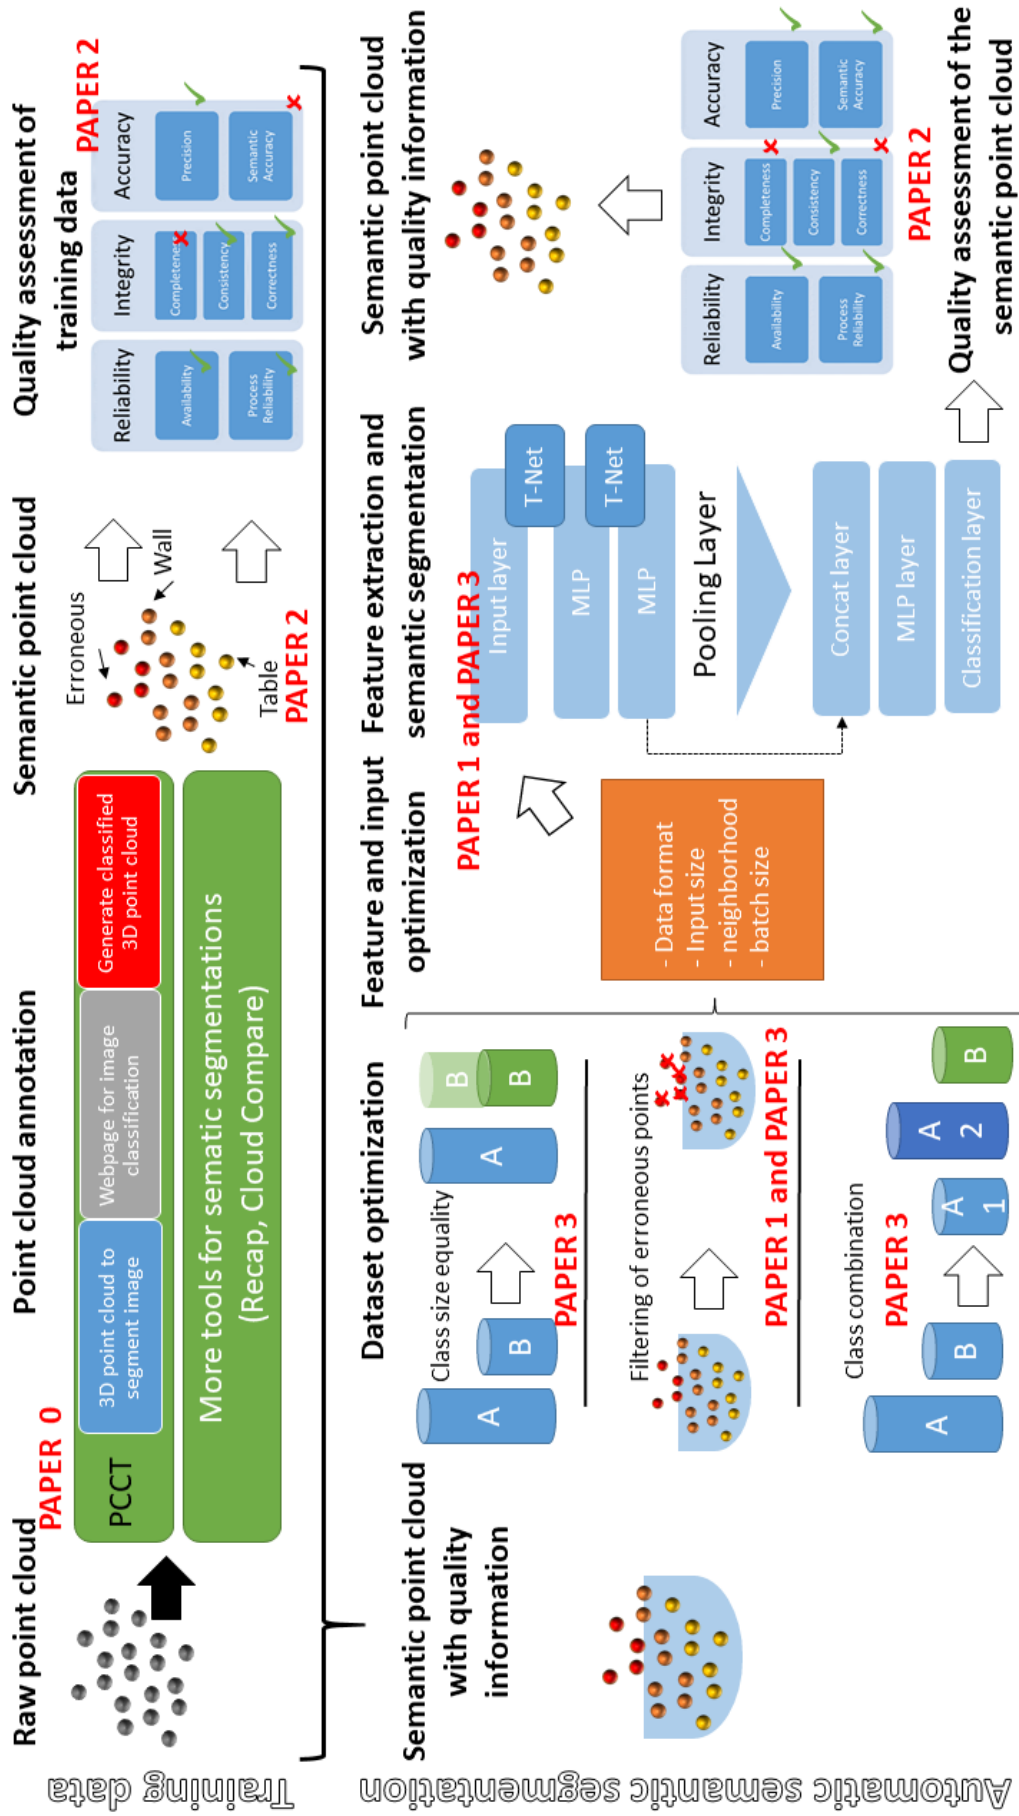 Training
data
Raw point cloud
PAPER 0
Point cloud annotation
PCCT
3D point cloud to
segment image
Webpage for image
classification
Generate classified
3D point cloud
More tools for sematic segmentations
(Recap, Cloud Compare)
Semantic point cloud
Erroneous
Wall
Table
PAPER 2
Quality assessment of
training data
PAPER 2
Reliability
Availability
Process
Reliability
Integrity
Completeness
Consistency
Correctness
Accuracy
Precision
Semantic
Accuracy
Automatic semantic segmentation
Semantic point cloud
with quality
information
Dataset optimization
Class size equality
A
B
A
B
B
PAPER 3
Filtering of erroneous points
PAPER 1 and PAPER 3
Class combination
PAPER 3
A
B
A
1
A
2
B
Feature and input
optimization
- Data format
- Input size
- neighborhood
- batch size
Feature extraction and
semantic segmentation
PAPER 1 and PAPER 3
Input layer
T-Net
MLP
T-Net
MLP
Pooling Layer
Concat layer
MLP layer
Classification layer
Semantic point cloud
with quality information
Reliability
Availability
Process
Reliability
Integrity
Completeness
Consistency
Correctness
Accuracy
Precision
Semantic
Accuracy
PAPER 2
Quality assessment of the
semantic point cloud